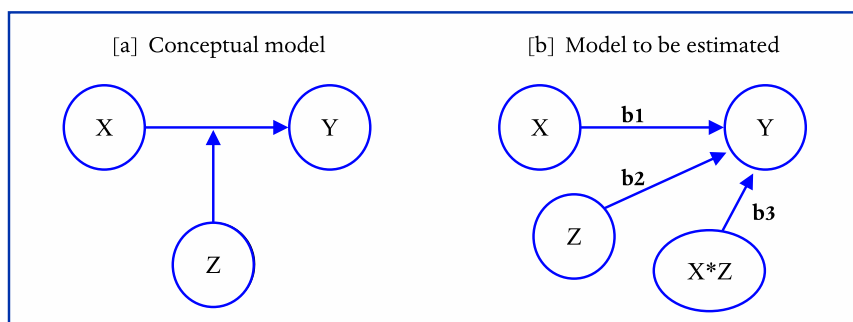 [a] Conceptual model
X
Y
Z
[b] Model to be estimated
X
b1
Y
b2
Z
b3
X*Z